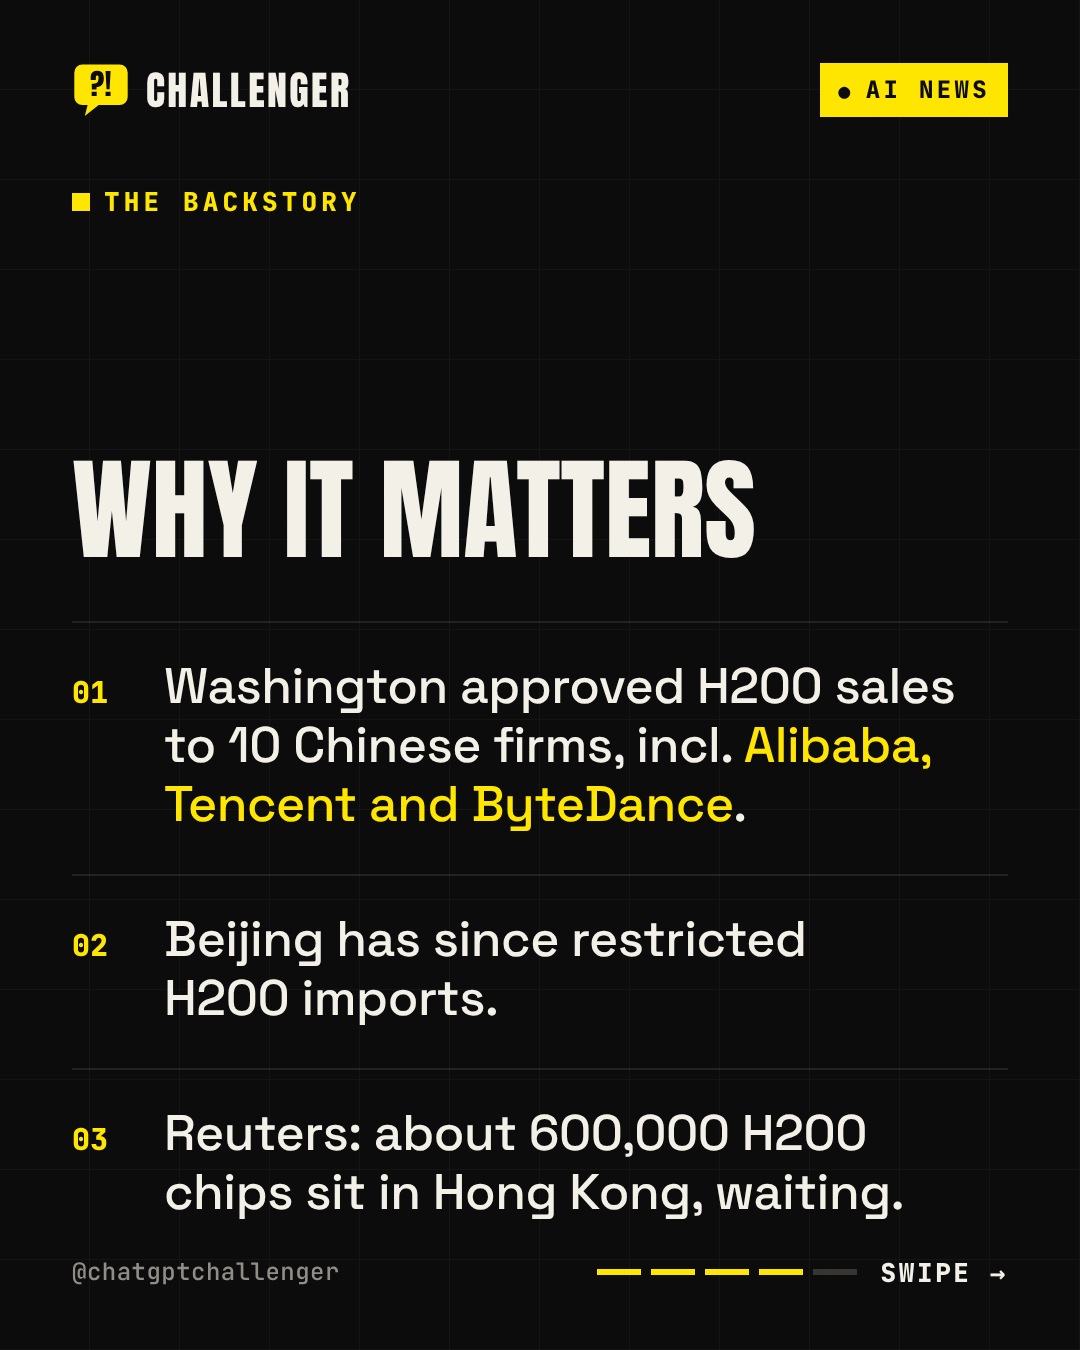 ?!
CHALLENGER
● AI NEWS
THE BACKSTORY
WHY IT MATTERS
01
Washington approved H200 sales
to 10 Chinese firms, incl. Alibaba,
Tencent and ByteDance.
02
Beijing has since restricted
H200 imports.
03
Reuters: about 600,000 H200
chips sit in Hong Kong, waiting.
@chatgptchallenger
SWIPE →